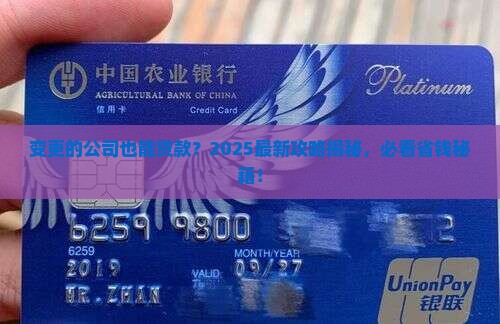 中国农业银行
AGRICULTURAL BANK OF CHINA
信用卡 Credit Card
Platinum
变更的公司也能贷款？2025最新攻略揭秘，必看省钱秘
籍！
6259 9800 2
6259
MONTH/YEAR
2019 VALID 09/27
MR.ZHAN
UnionPay
银联